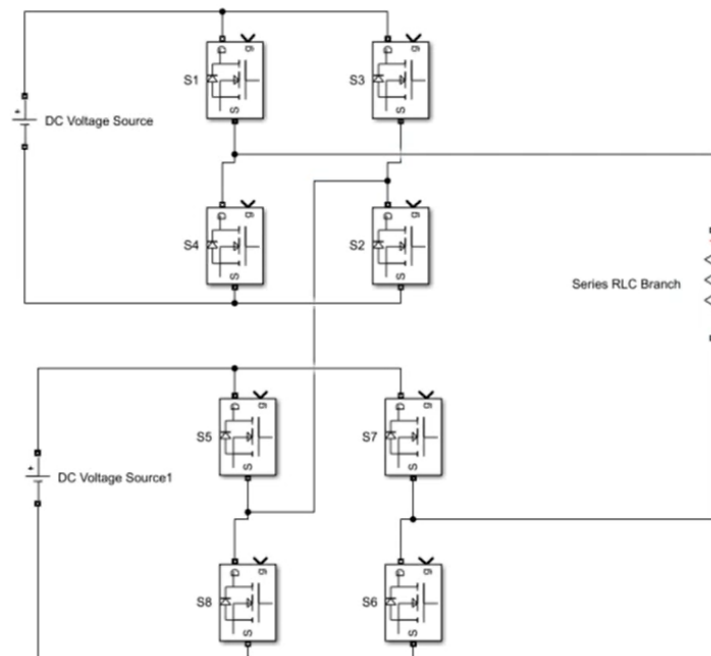 D g
S1
S
D g
S3
S
+
DC Voltage Source
D g
S4
S
D g
S2
S
Series RLC Branch
D g
S5
S
D g
S7
S
+
DC Voltage Source1
D g
S8
S
D g
S6
S